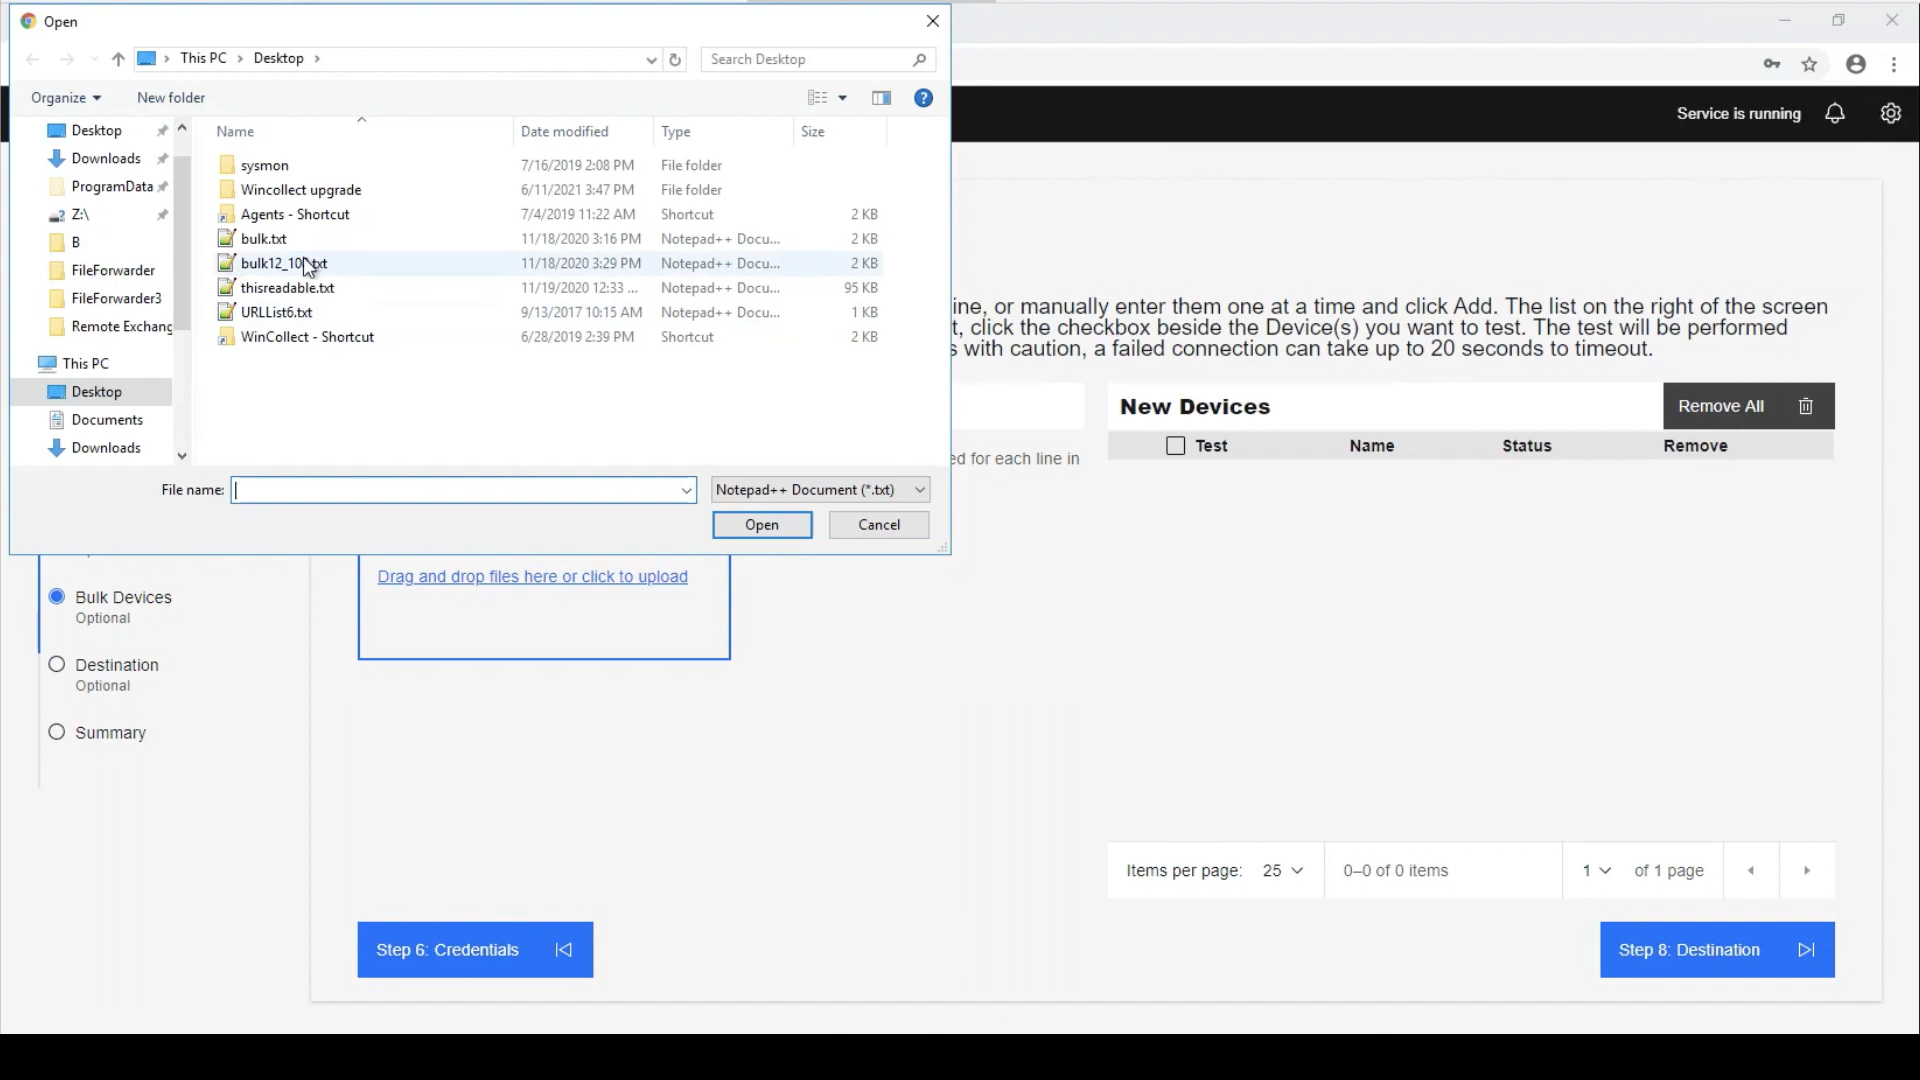 Open
This PC > Desktop >
Search Desktop
Organize
New folder
Service is running
Desktop
Downloads
ProgramData
Z:\
B
FileForwarder
FileForwarder3
Remote Exchang
This PC
Desktop
Documents
Downloads
Name Date modified Type Size
sysmon 7/16/2019 2:08 PM File folder
Wincollect upgrade 6/11/2021 3:47 PM File folder
Agents - Shortcut 7/4/2019 11:22 AM Shortcut 2 KB
bulk.txt 11/18/2020 3:16 PM Notepad++ Docu... 2 KB
11/18/2020 3:29 PM Notepad++ Docu... 2 KB
thisreadable.txt 11/19/2020 12:33 ... Notepad++ Docu... 95 KB
URLList6.txt 9/13/2017 10:15 AM Notepad++ Docu... 1 KB
WinCollect - Shortcut 6/28/2019 2:39 PM Shortcut 2 KB
File name:
Notepad++ Document (*.txt)
Open Cancel
ine, or manually enter them one at a time and click Add. The list on the right of the screen
t, click the checkbox beside the Device(s) you want to test. The test will be performed
s with caution, a failed connection can take up to 20 seconds to timeout.
New Devices
Remove All
Test Name Status Remove
ed for each line in
Drag and drop files here or click to upload
Bulk Devices
Optional
Destination
Optional
Summary
Items per page: 25
0–0 of 0 items
1 of 1 page
Step 6: Credentials
Step 8: Destination